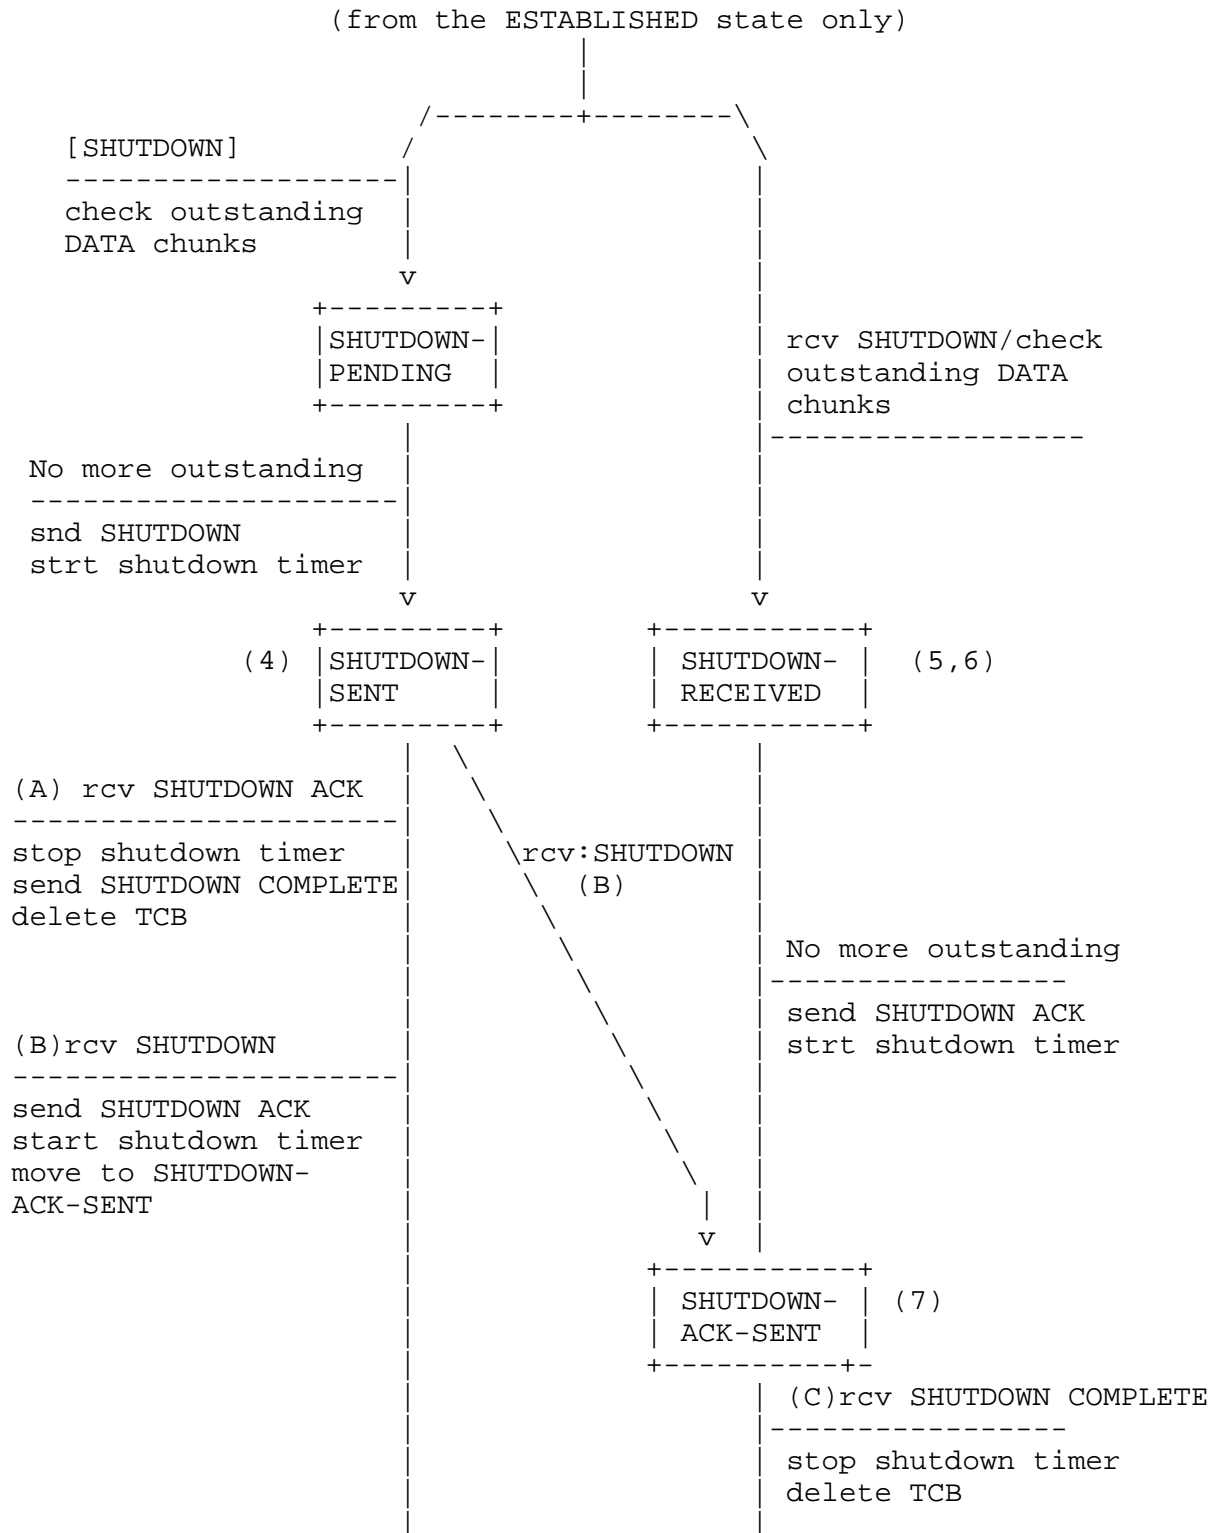 (from the ESTABLISHED state only)
|
|
/--------+--------\
[SHUTDOWN] / \
-------------------| |
check outstanding | |
DATA chunks | |
v |
+---------+ |
|SHUTDOWN-| | rcv SHUTDOWN/check
|PENDING | | outstanding DATA
+---------+ | chunks
| |------------------
No more outstanding | |
---------------------| |
snd SHUTDOWN | |
strt shutdown timer | |
v v
+---------+ +-----------+
(4) |SHUTDOWN-| | SHUTDOWN- | (5,6)
|SENT | | RECEIVED |
+---------+ +-----------+
| \ |
(A) rcv SHUTDOWN ACK | \ |
----------------------| \ |
stop shutdown timer | \rcv:SHUTDOWN |
send SHUTDOWN COMPLETE| \ (B) |
delete TCB | \ |
| \ | No more outstanding
| \ |-----------------
| \ | send SHUTDOWN ACK
(B)rcv SHUTDOWN | \ | strt shutdown timer
----------------------| \ |
send SHUTDOWN ACK | \ |
start shutdown timer | \ |
move to SHUTDOWN- | \ |
ACK-SENT | | |
| v |
| +-----------+
| | SHUTDOWN- | (7)
| | ACK-SENT |
| +----------+-
| | (C)rcv SHUTDOWN COMPLETE
| |-----------------
| | stop shutdown timer
| | delete TCB
| |